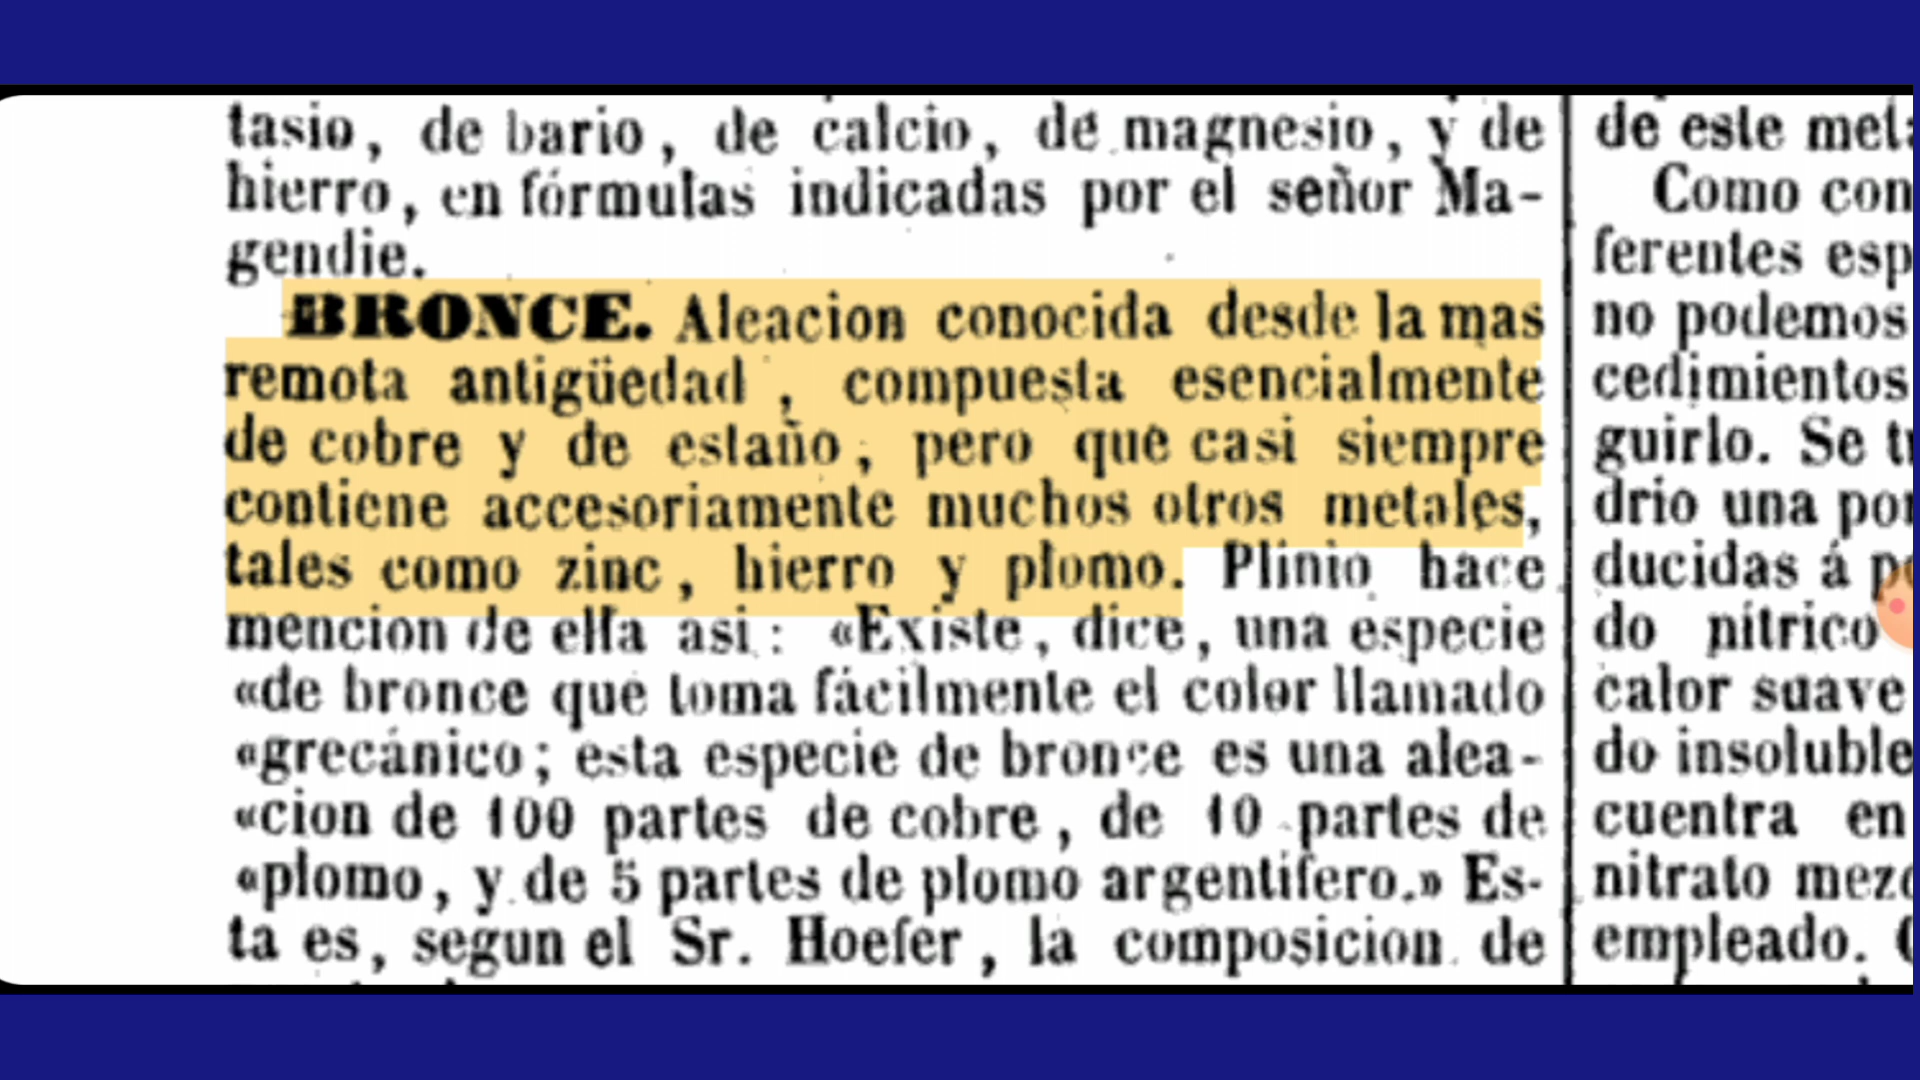 tasio, de bario, de calcio, de magnesio, y de
hierro, en fórmulas indicadas por el señor Ma-
gendie.
BRONCE. Aleacion conocida desde la mas
remota antigüedad, compuesta esencialmente
de cobre y de estaño, pero que casi siempre
contiene accesoriamente muchos otros metales,
tales como zinc, hierro y plomo. Plinio hace
mencion de ella asi: «Existe, dice, una especie
«de bronce que toma fácilmente el color llamado
«grecánico; esta especie de bronce es una alea-
«cion de 100 partes de cobre, de 10 partes de
«plomo, y de 5 partes de plomo argentífero.» Es-
ta es, segun el Sr. Hoefer, la composicion de
de este
Como
ferentes
no podemos
cedimientos
guirlo. Se
drio una
ducidas á
do nítrico
calor suave
do insoluble
cuentra en
nitrato
empleado.